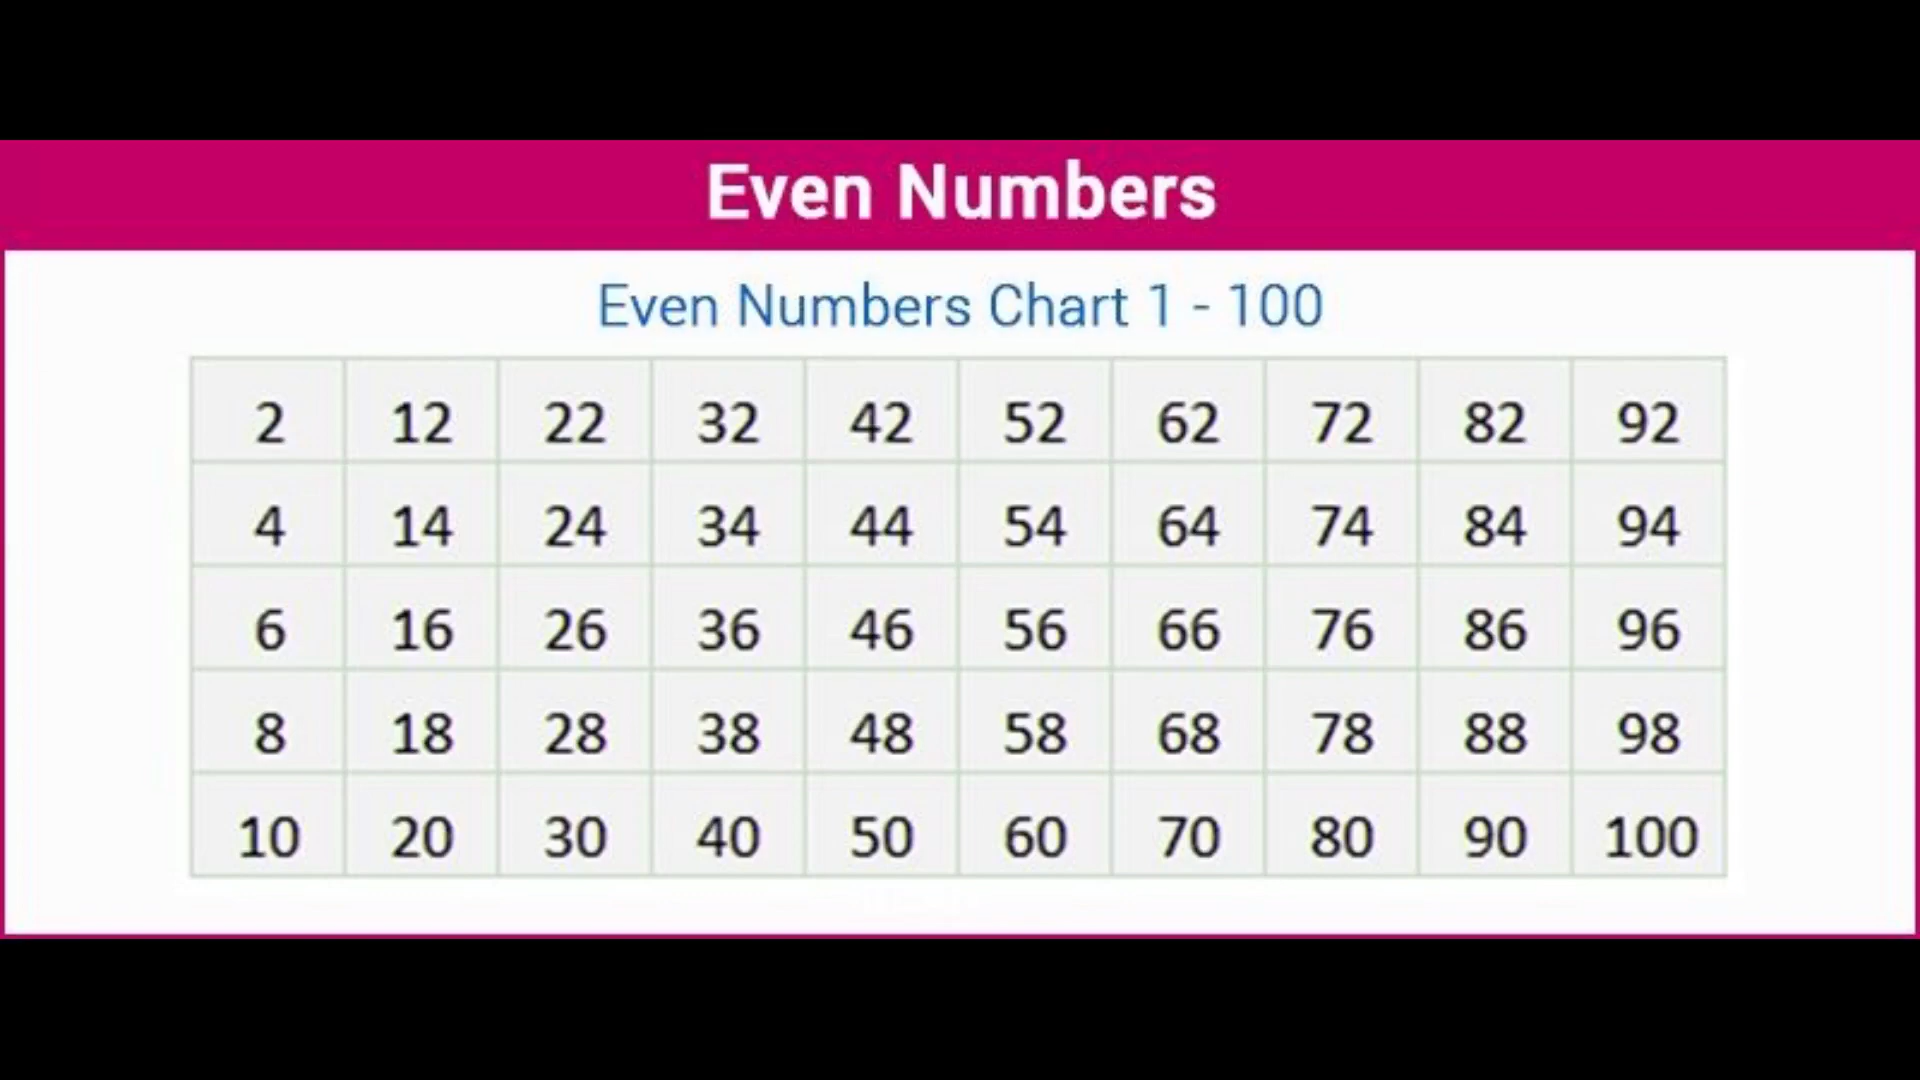 Even Numbers
Even Numbers Chart 1 - 100
2 12 22 32 42 52 62 72 82 92
4 14 24 34 44 54 64 74 84 94
6 16 26 36 46 56 66 76 86 96
8 18 28 38 48 58 68 78 88 98
10 20 30 40 50 60 70 80 90 100